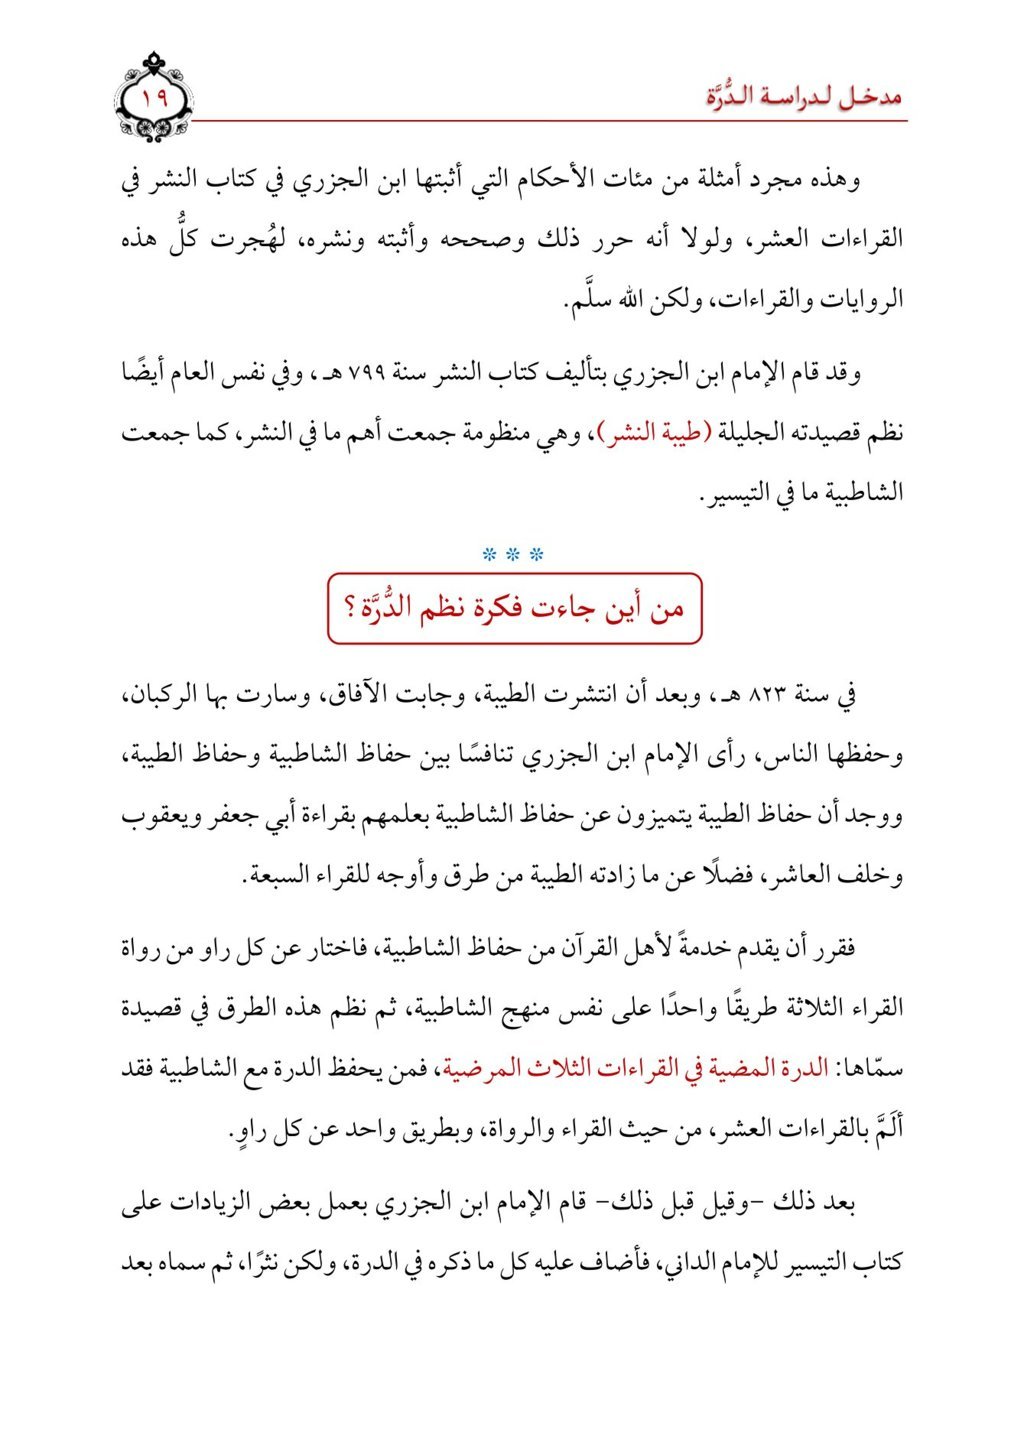 مدخل لدراسة الدُّرَّة
١٩
وهذه مجرد أمثلة من مئات الأحكام التي أثبتها ابن الجزري في كتاب النشر في
القراءات العشر، ولولا أنه حرر ذلك وصححه وأثبته ونشره، لهُجرت كلُّ هذه
الروايات والقراءات، ولكن الله سلَّم.
وقد قام الإمام ابن الجزري بتأليف كتاب النشر سنة ٧٩٩ هـ، وفي نفس العام أيضًا
نظم قصيدته الجليلة (طيبة النشر)، وهي منظومة جمعت أهم ما في النشر، كما جمعت
الشاطبية ما في التيسير.
* * *
من أين جاءت فكرة نظم الدُّرَّة؟
في سنة ٨٢٣ هـ، وبعد أن انتشرت الطيبة، وجابت الآفاق، وسارت بها الركبان،
وحفظها الناس، رأى الإمام ابن الجزري تنافسًا بين حفاظ الشاطبية وحفاظ الطيبة،
ووجد أن حفاظ الطيبة يتميزون عن حفاظ الشاطبية بعلمهم بقراءة أبي جعفر ويعقوب
وخلف العاشر، فضلًا عن ما زادته الطيبة من طرق وأوجه للقراء السبعة.
فقرر أن يقدم خدمةً لأهل القرآن من حفاظ الشاطبية، فاختار عن كل راو من رواة
القراء الثلاثة طريقًا واحدًا على نفس منهج الشاطبية، ثم نظم هذه الطرق في قصيدة
سمّاها: الدرة المضية في القراءات الثلاث المرضية، فمن يحفظ الدرة مع الشاطبية فقد
ألَمَّ بالقراءات العشر، من حيث القراء والرواة، وبطريق واحد عن كل راوٍ.
بعد ذلك -وقيل قبل ذلك- قام الإمام ابن الجزري بعمل بعض الزيادات على
كتاب التيسير للإمام الداني، فأضاف عليه كل ما ذكره في الدرة، ولكن نثرًا، ثم سماه بعد